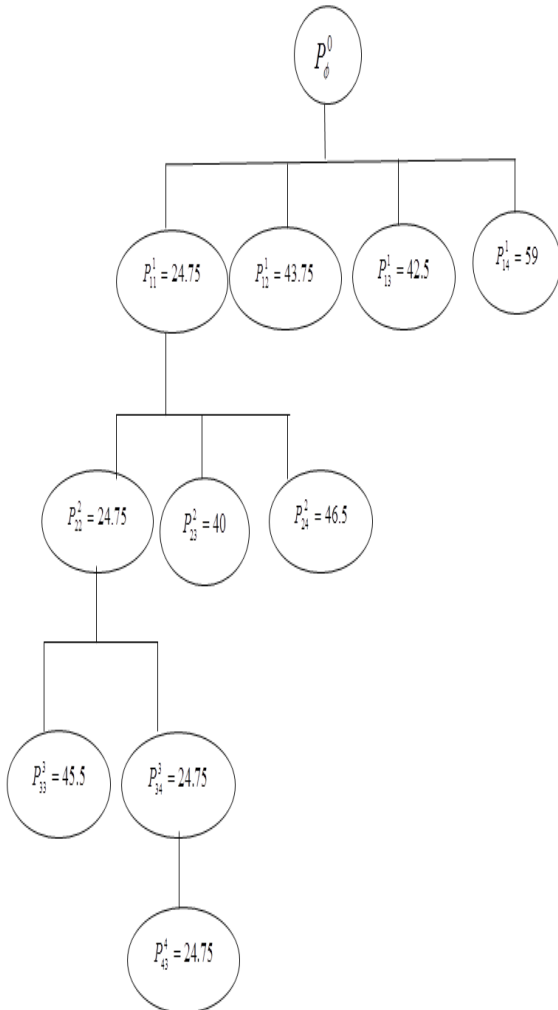 P_ϕ^0
P_11^1 = 24.75
P_12^1 = 43.75
P_13^1 = 42.5
P_14^1 = 59
P_22^2 = 24.75
P_23^2 = 40
P_24^2 = 46.5
P_33^3 = 45.5
P_34^3 = 24.75
P_43^4 = 24.75